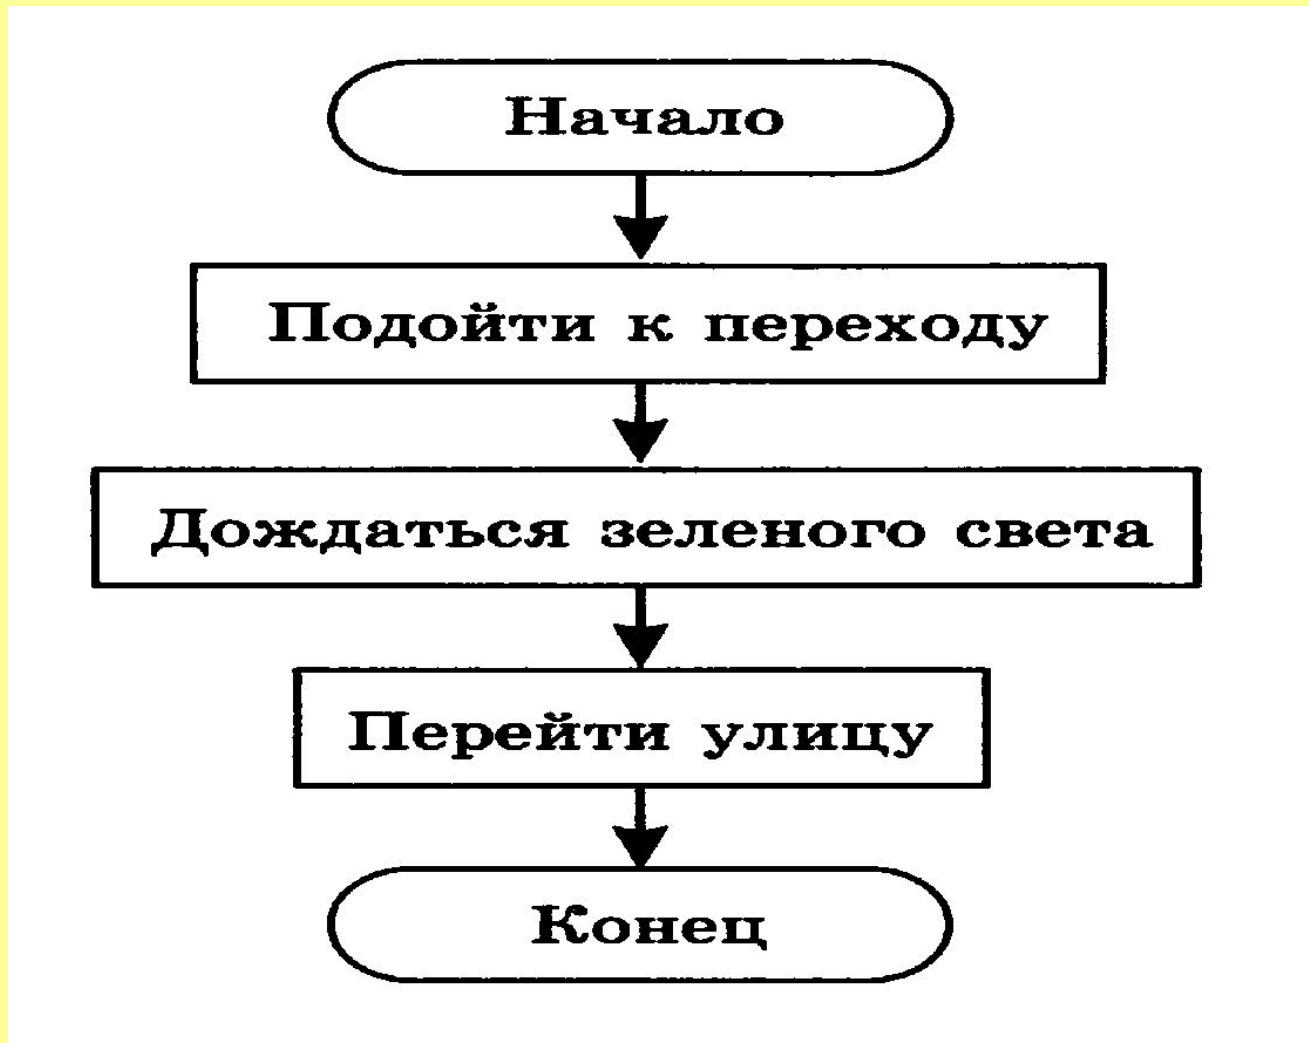 Начало
Подойти к переходу
Дождаться зеленого света
Перейти улицу
Конец